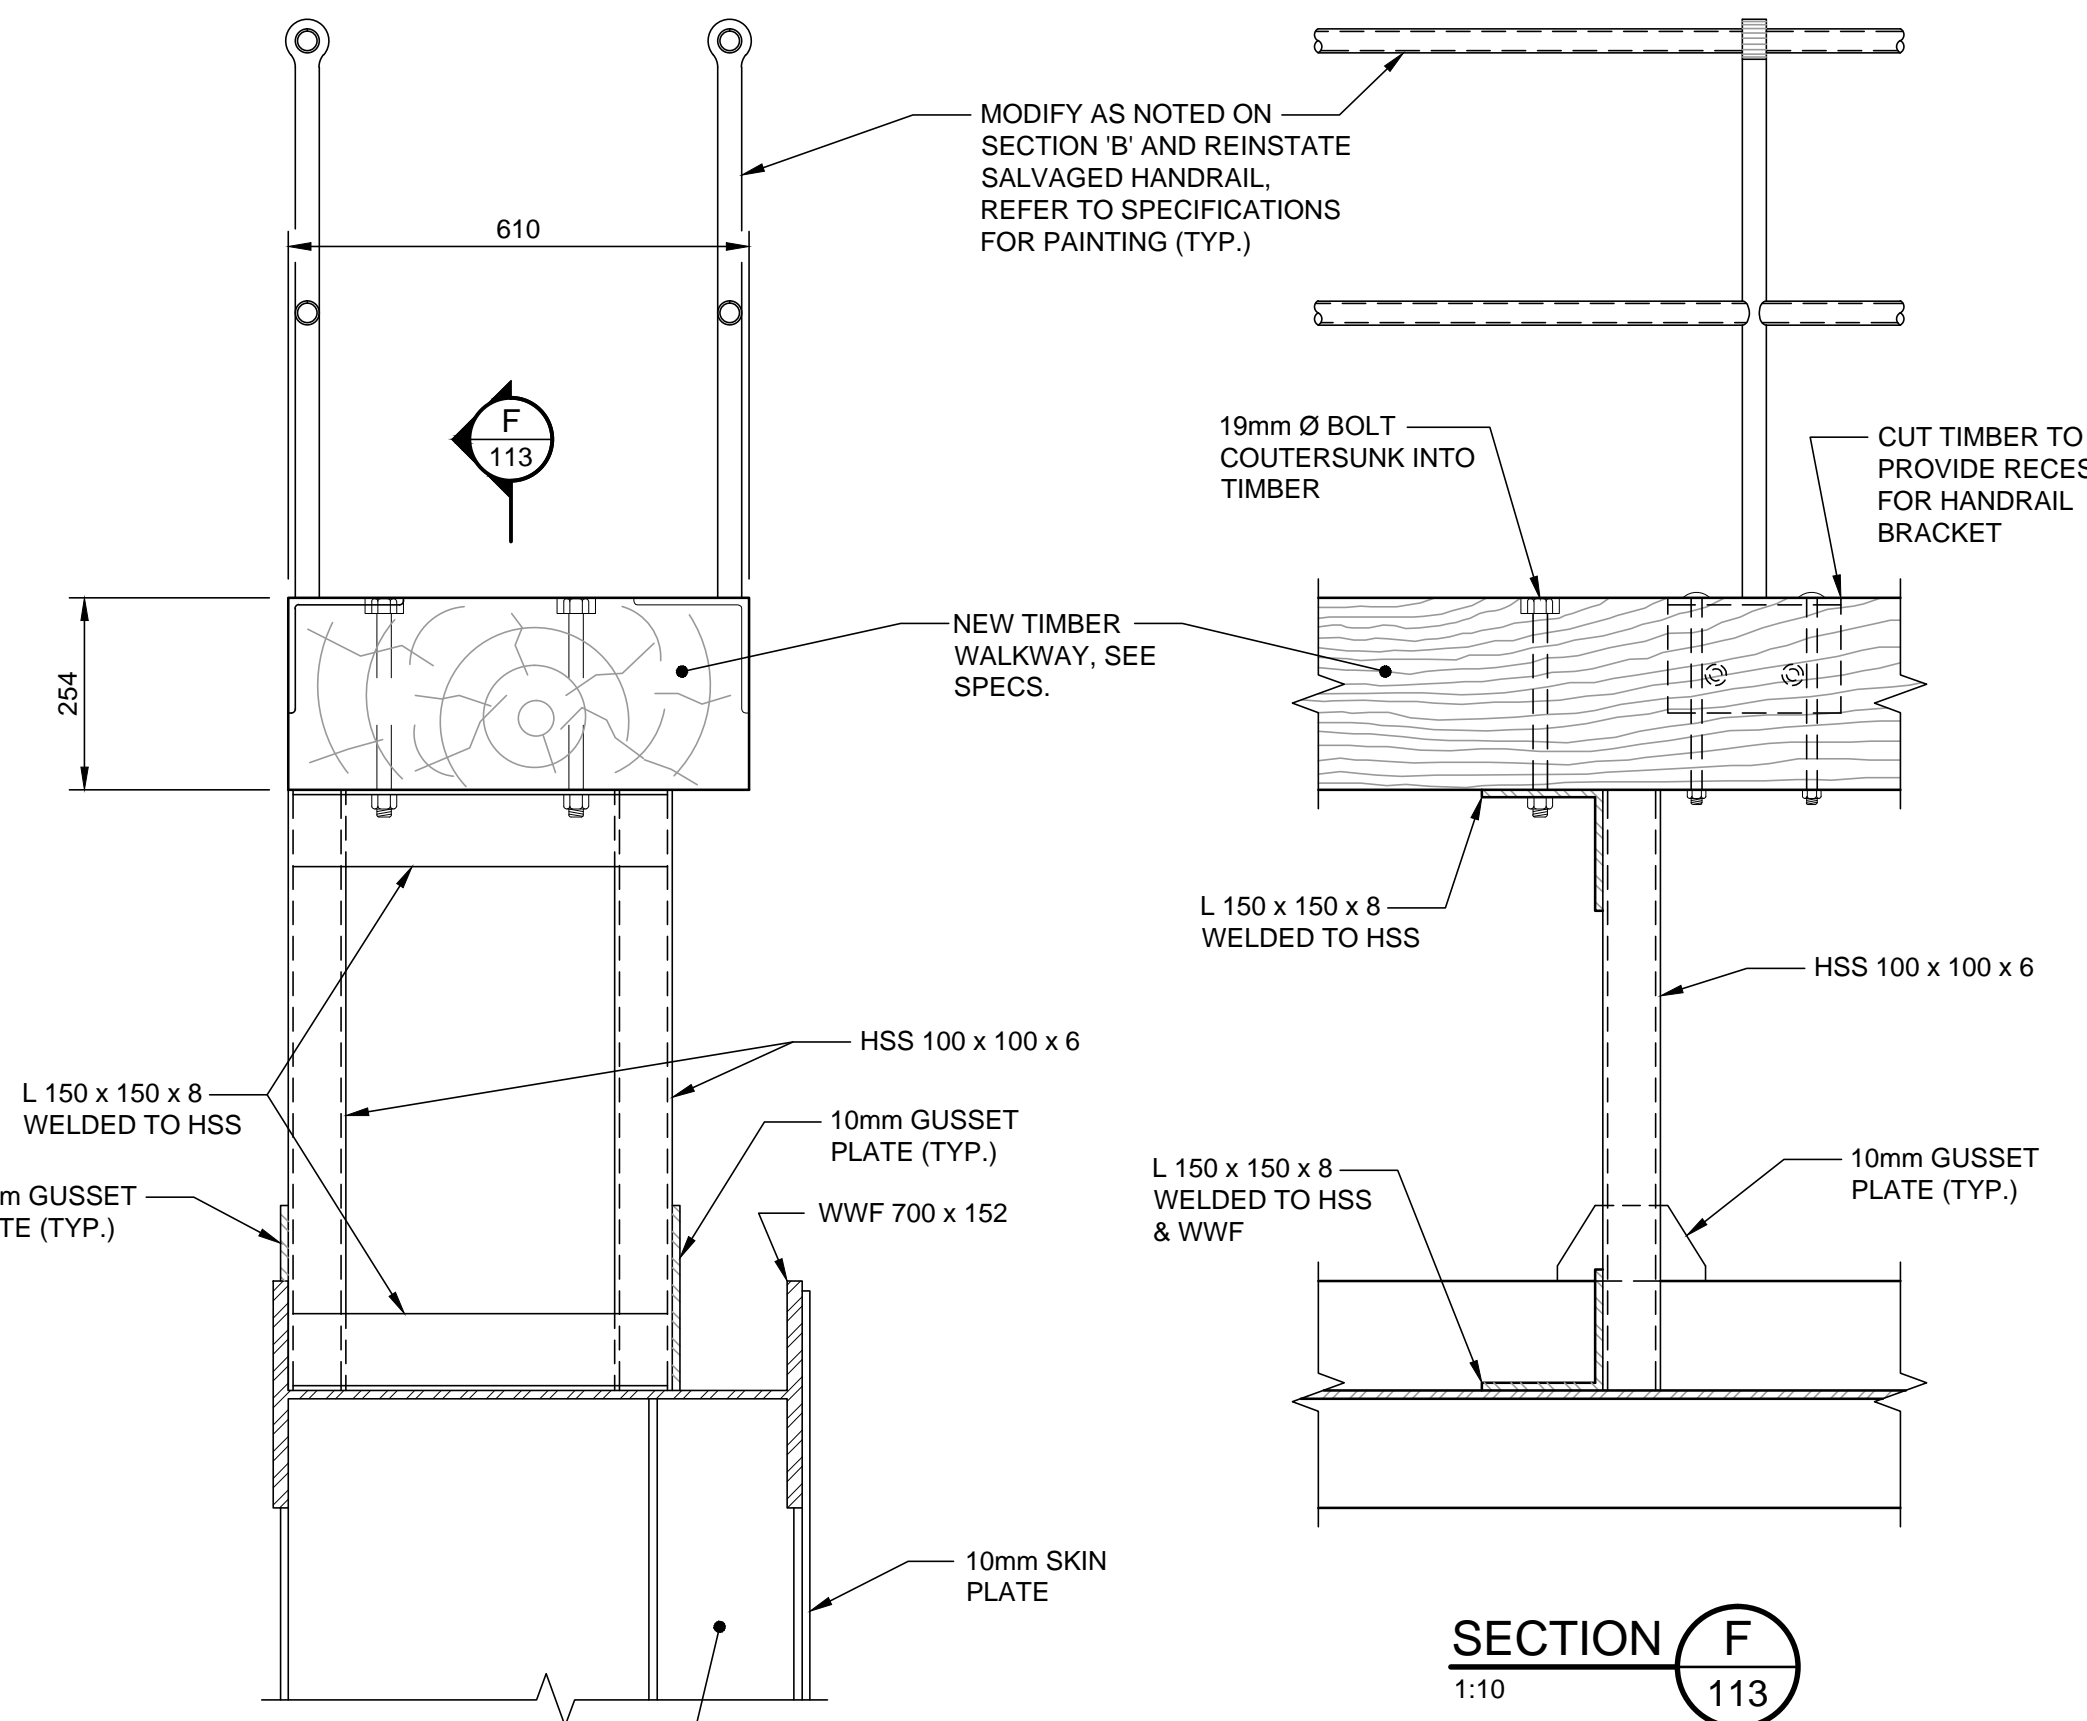 MODIFY AS NOTED ON
SECTION 'B' AND REINSTATE
SALVAGED HANDRAIL,
REFER TO SPECIFICATIONS
FOR PAINTING (TYP.)
610
F
113
19mm Ø BOLT
COUTERSUNK INTO
TIMBER
CUT TIMBER TO
PROVIDE RECES
FOR HANDRAIL
BRACKET
254
NEW TIMBER
WALKWAY, SEE
SPECS.
L 150 x 150 x 8
WELDED TO HSS
HSS 100 x 100 x 6
HSS 100 x 100 x 6
L 150 x 150 x 8
WELDED TO HSS
10mm GUSSET
PLATE (TYP.)
m GUSSET
TE (TYP.)
WWF 700 x 152
L 150 x 150 x 8
WELDED TO HSS
& WWF
10mm GUSSET
PLATE (TYP.)
10mm SKIN
PLATE
SECTION
1:10
F
113